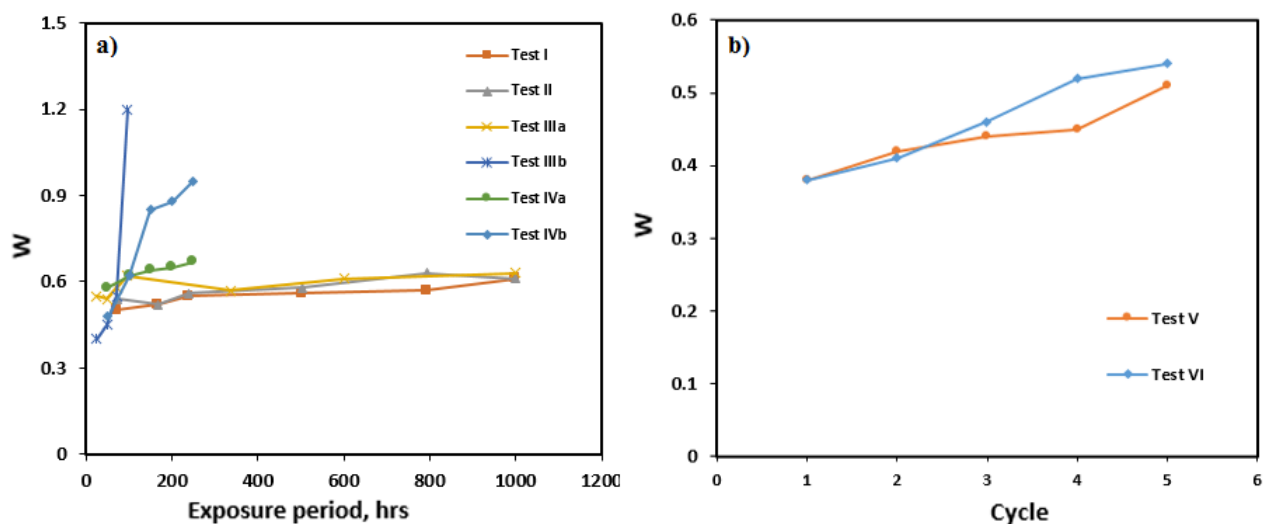 a)
W
1.5
1.2
0.9
0.6
0.3
0
0 200 400 600 800 1000 1200
Exposure period, hrs
Test I
Test II
Test IIIa
Test IIIb
Test IVa
Test IVb
b)
W
0.6
0.5
0.4
0.3
0.2
0.1
0
0 1 2 3 4 5 6
Cycle
Test V
Test VI